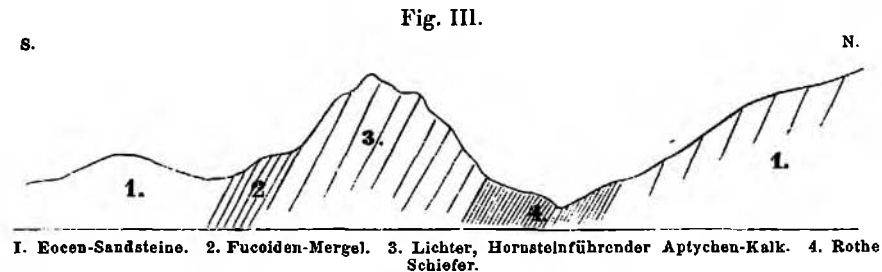 Fig. III.
S. N.
1. 2. 3. 4. 1.
1. Eocen-Sandsteine. 2. Fucoiden-Mergel. 3. Lichter, Hornsteinführender Aptychen-Kalk. 4. Rothe
Schiefer.